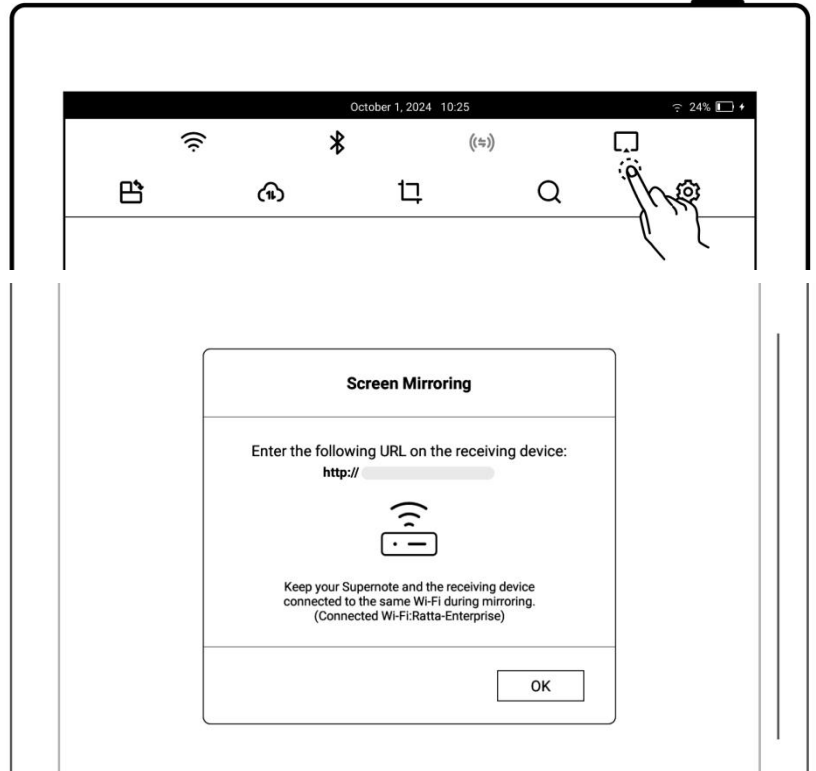 October 1, 2024 10:25
24%
Screen Mirroring
Enter the following URL on the receiving device:
http://
Keep your Supernote and the receiving device
connected to the same Wi-Fi during mirroring.
(Connected Wi-Fi:Ratta-Enterprise)
OK